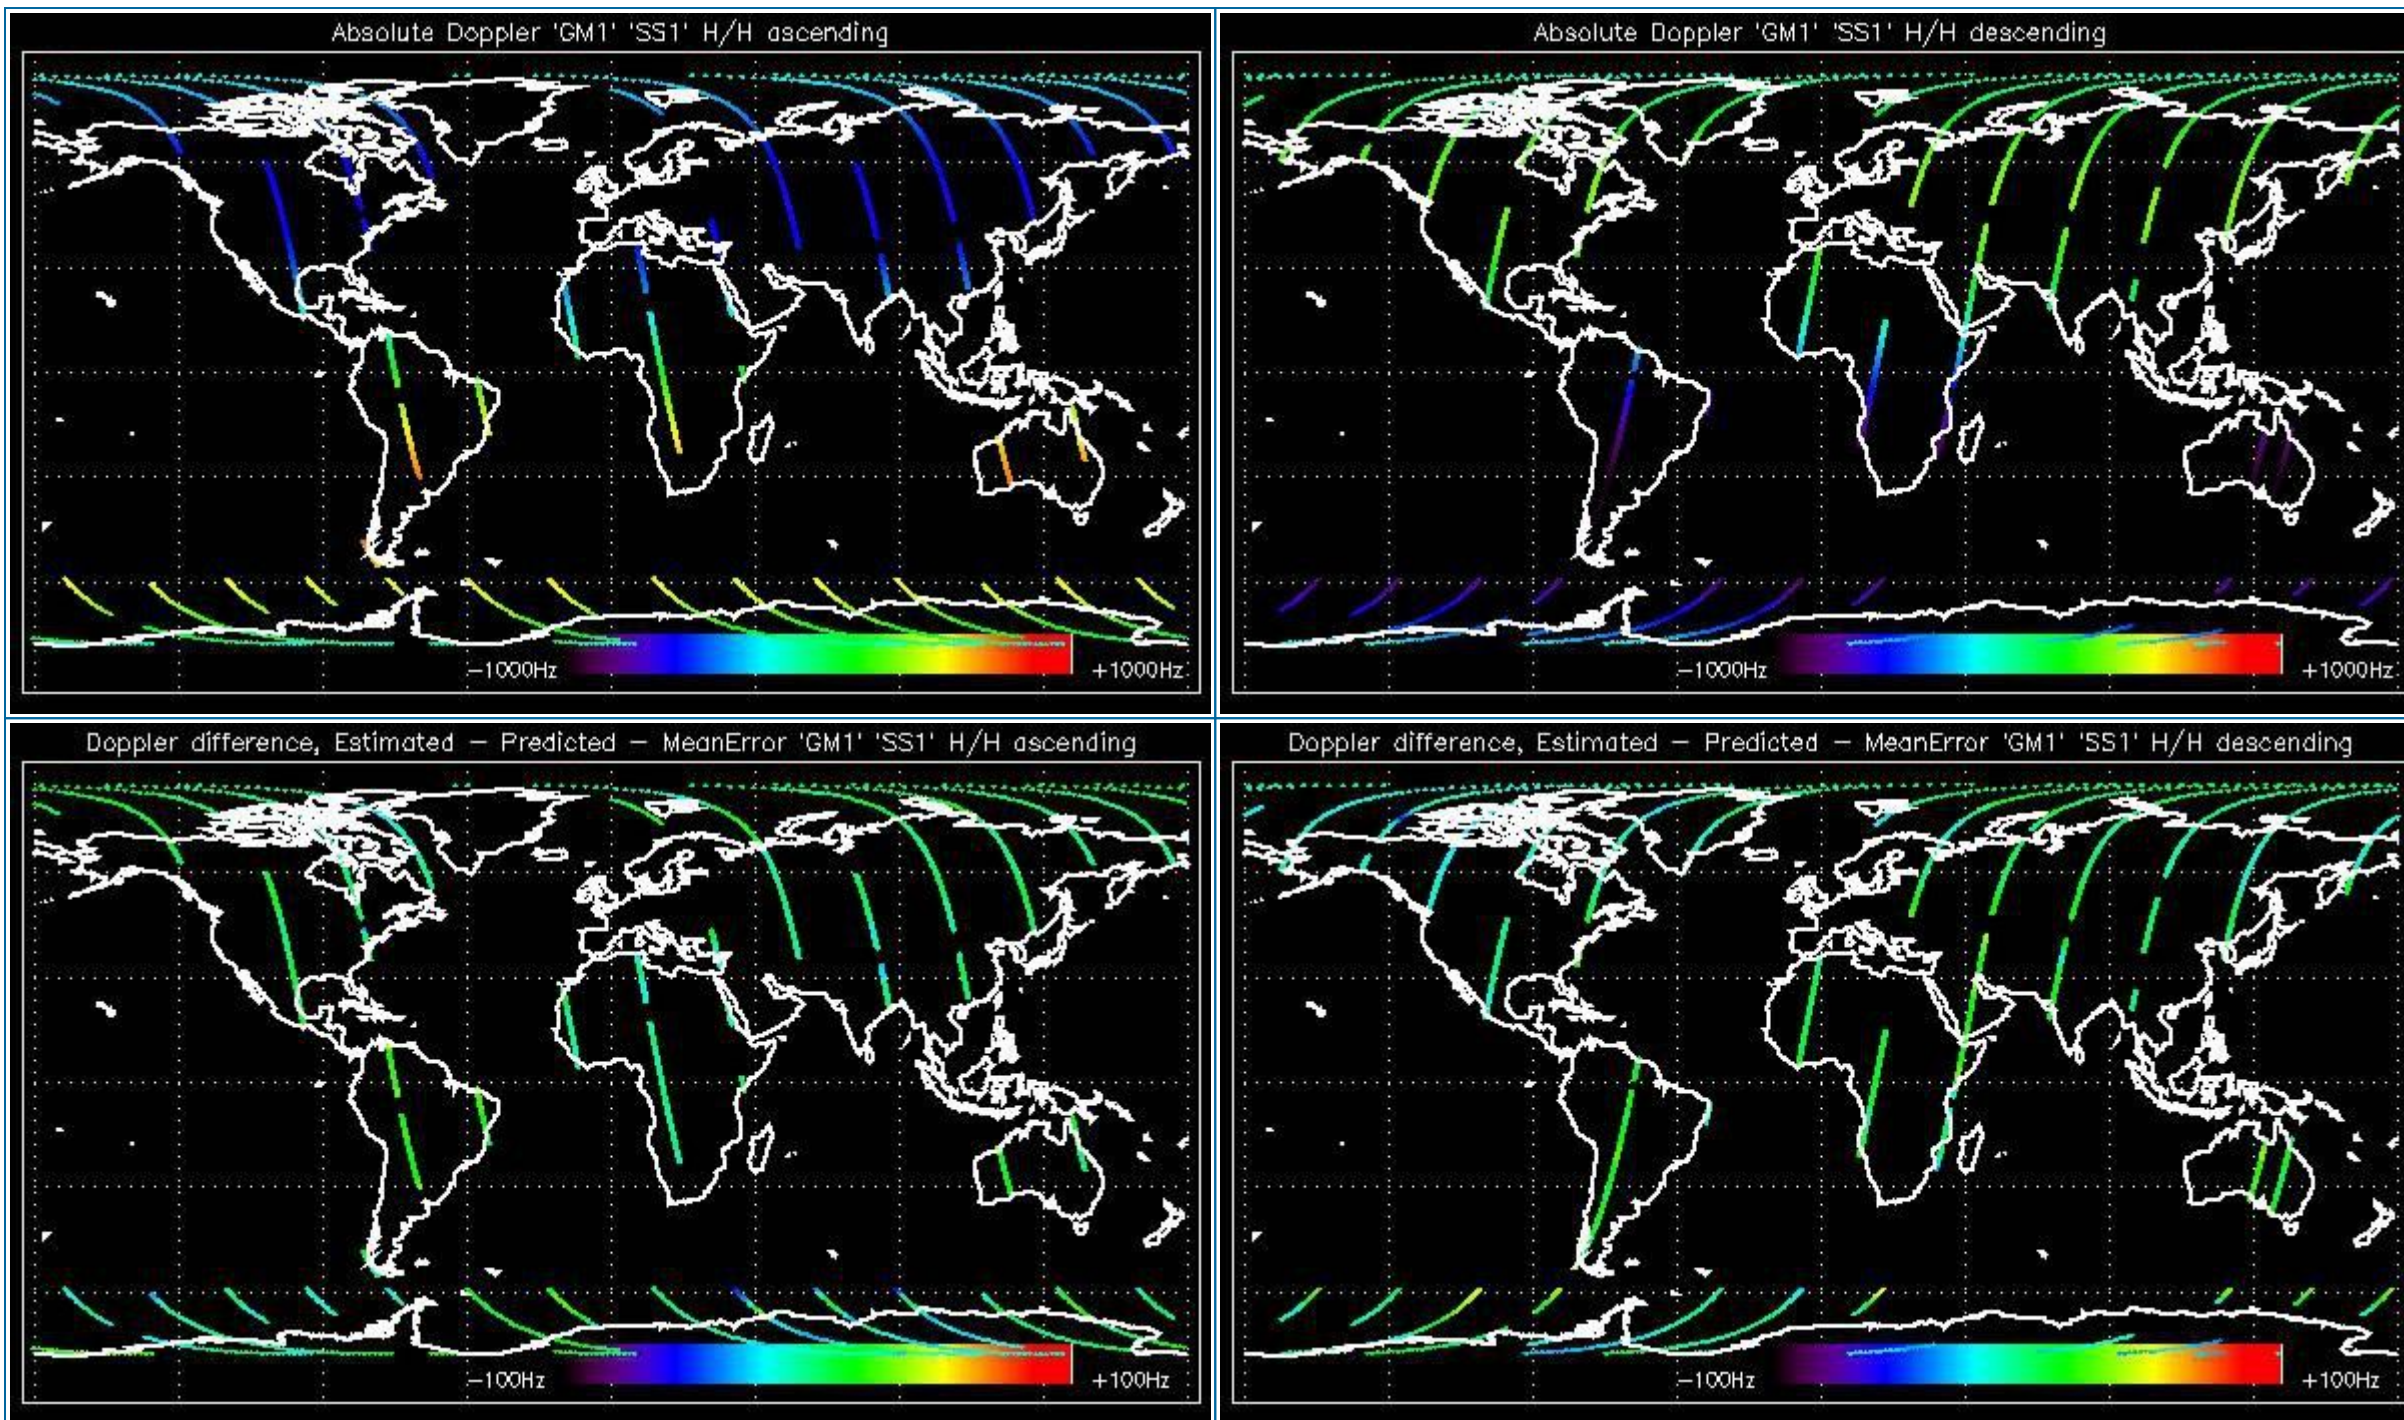 Absolute Doppler 'GM1' 'SS1' H/H ascending
-1000Hz
+1000Hz
Absolute Doppler 'GM1' 'SS1' H/H descending
-1000Hz
+1000Hz
Doppler difference, Estimated - Predicted - MeanError 'GM1' 'SS1' H/H ascending
-100Hz
+100Hz
Doppler difference, Estimated - Predicted - MeanError 'GM1' 'SS1' H/H descending
-100Hz
+100Hz